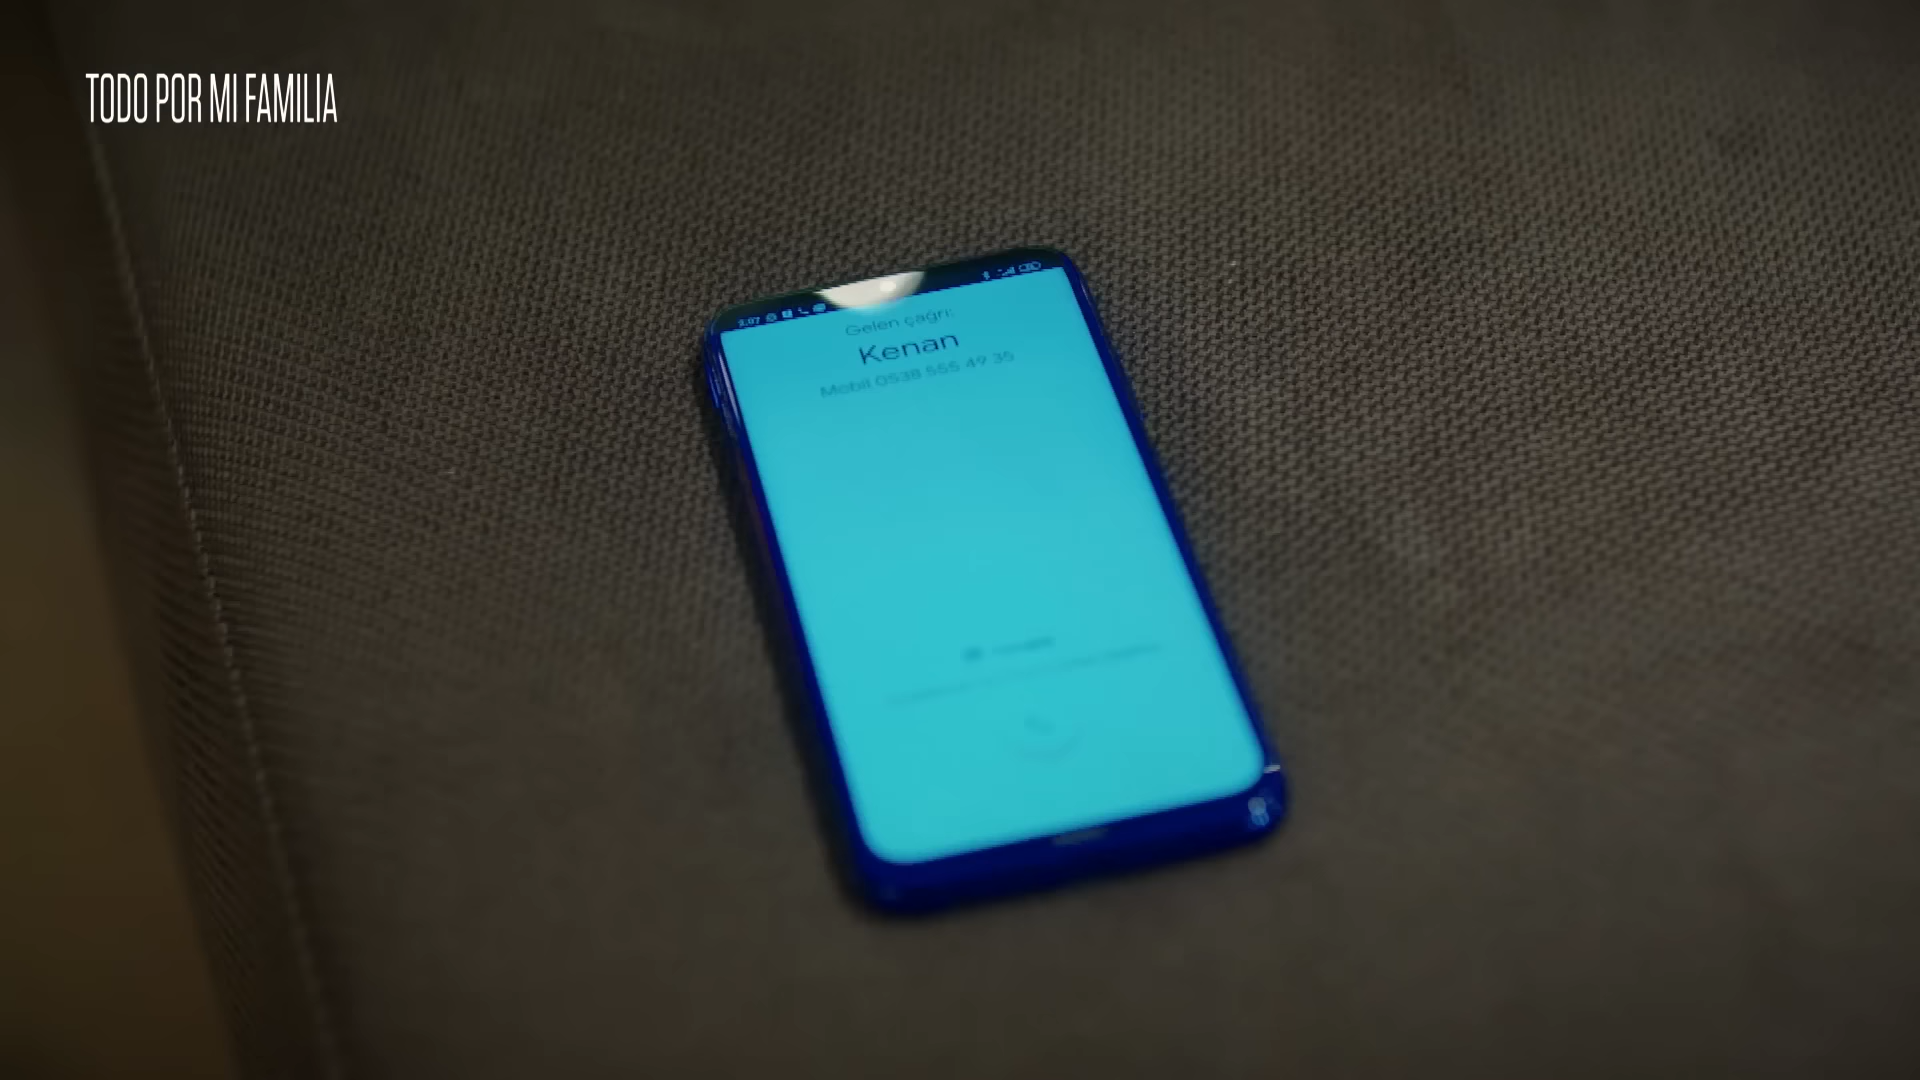 TODO POR MI FAMILIA
Gelen çağrı:
Kenan
Mobil 0538 555 49 35